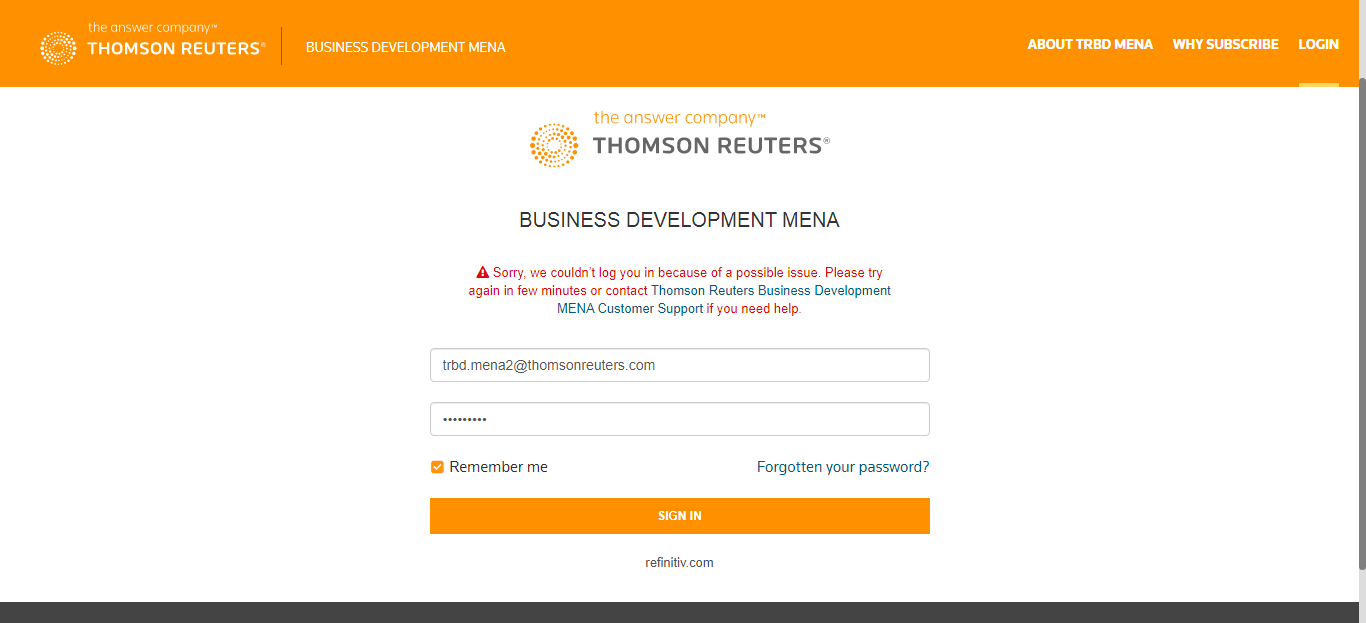 the answer company™
THOMSON REUTERS®
BUSINESS DEVELOPMENT MENA
ABOUT TRBD MENA
WHY SUBSCRIBE
LOGIN
the answer company™
THOMSON REUTERS®
BUSINESS DEVELOPMENT MENA
Sorry, we couldn't log you in because of a possible issue. Please try
again in few minutes or contact Thomson Reuters Business Development
MENA Customer Support if you need help.
trbd.mena2@thomsonreuters.com
•••••••••
Remember me
Forgotten your password?
SIGN IN
refinitiv.com